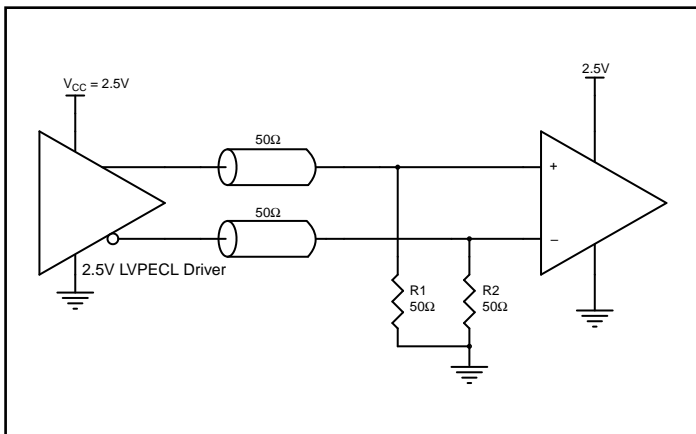 V_CC = 2.5V
2.5V
50Ω
+
50Ω
–
2.5V LVPECL Driver
R1
50Ω
R2
50Ω